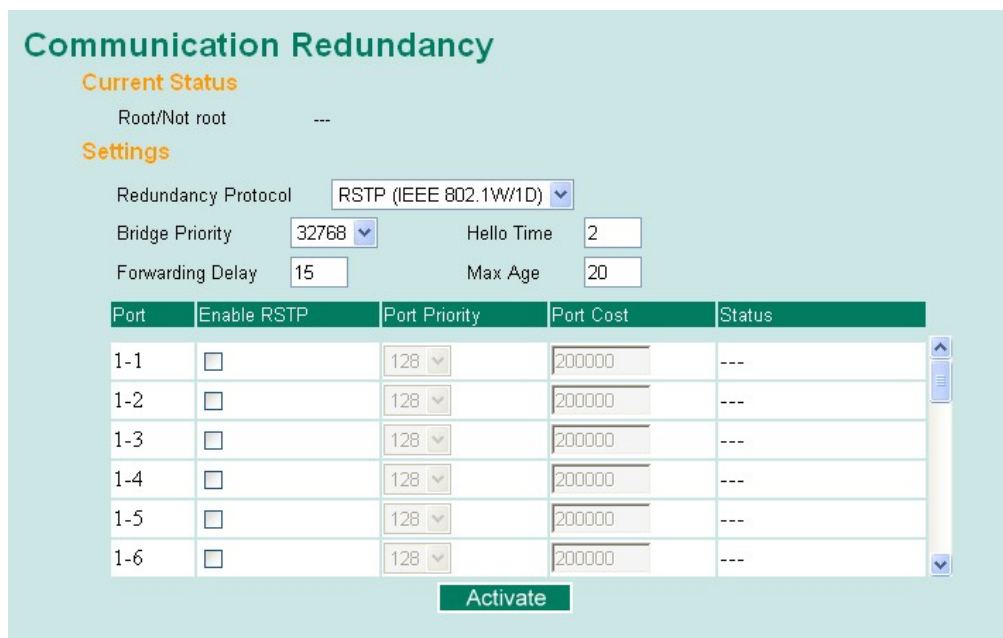 Communication Redundancy
Current Status
Root/Not root ---
Settings
Redundancy Protocol RSTP (IEEE 802.1W/1D)
Bridge Priority 32768 Hello Time 2
Forwarding Delay 15 Max Age 20
Port Enable RSTP Port Priority Port Cost Status
1-1 128 200000 ---
1-2 128 200000 ---
1-3 128 200000 ---
1-4 128 200000 ---
1-5 128 200000 ---
1-6 128 200000 ---
Activate